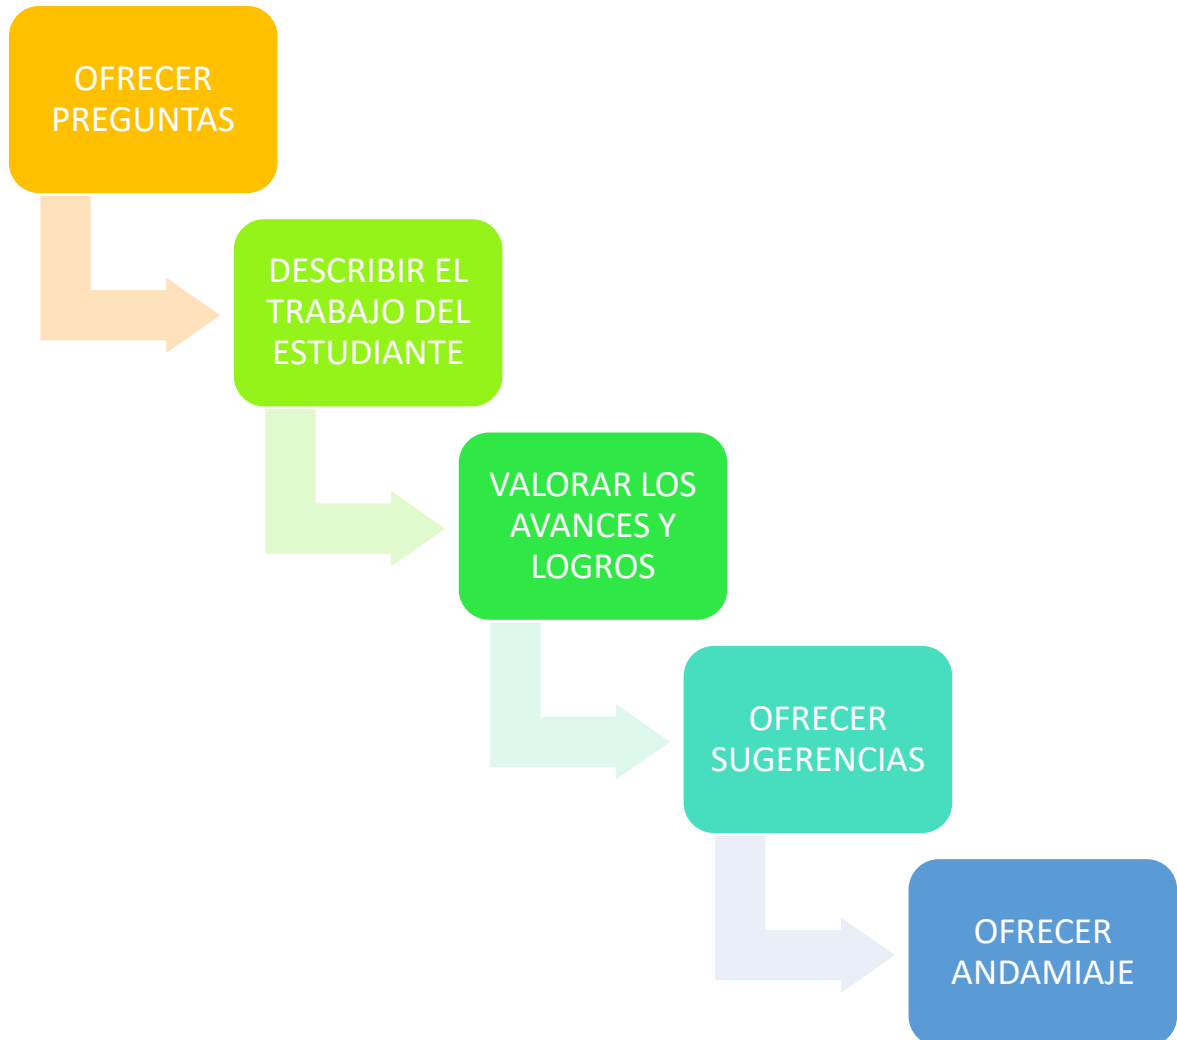 OFRECER
PREGUNTAS
DESCRIBIR EL
TRABAJO DEL
ESTUDIANTE
VALORAR LOS
AVANCES Y
LOGROS
OFRECER
SUGERENCIAS
OFRECER
ANDAMIAJE